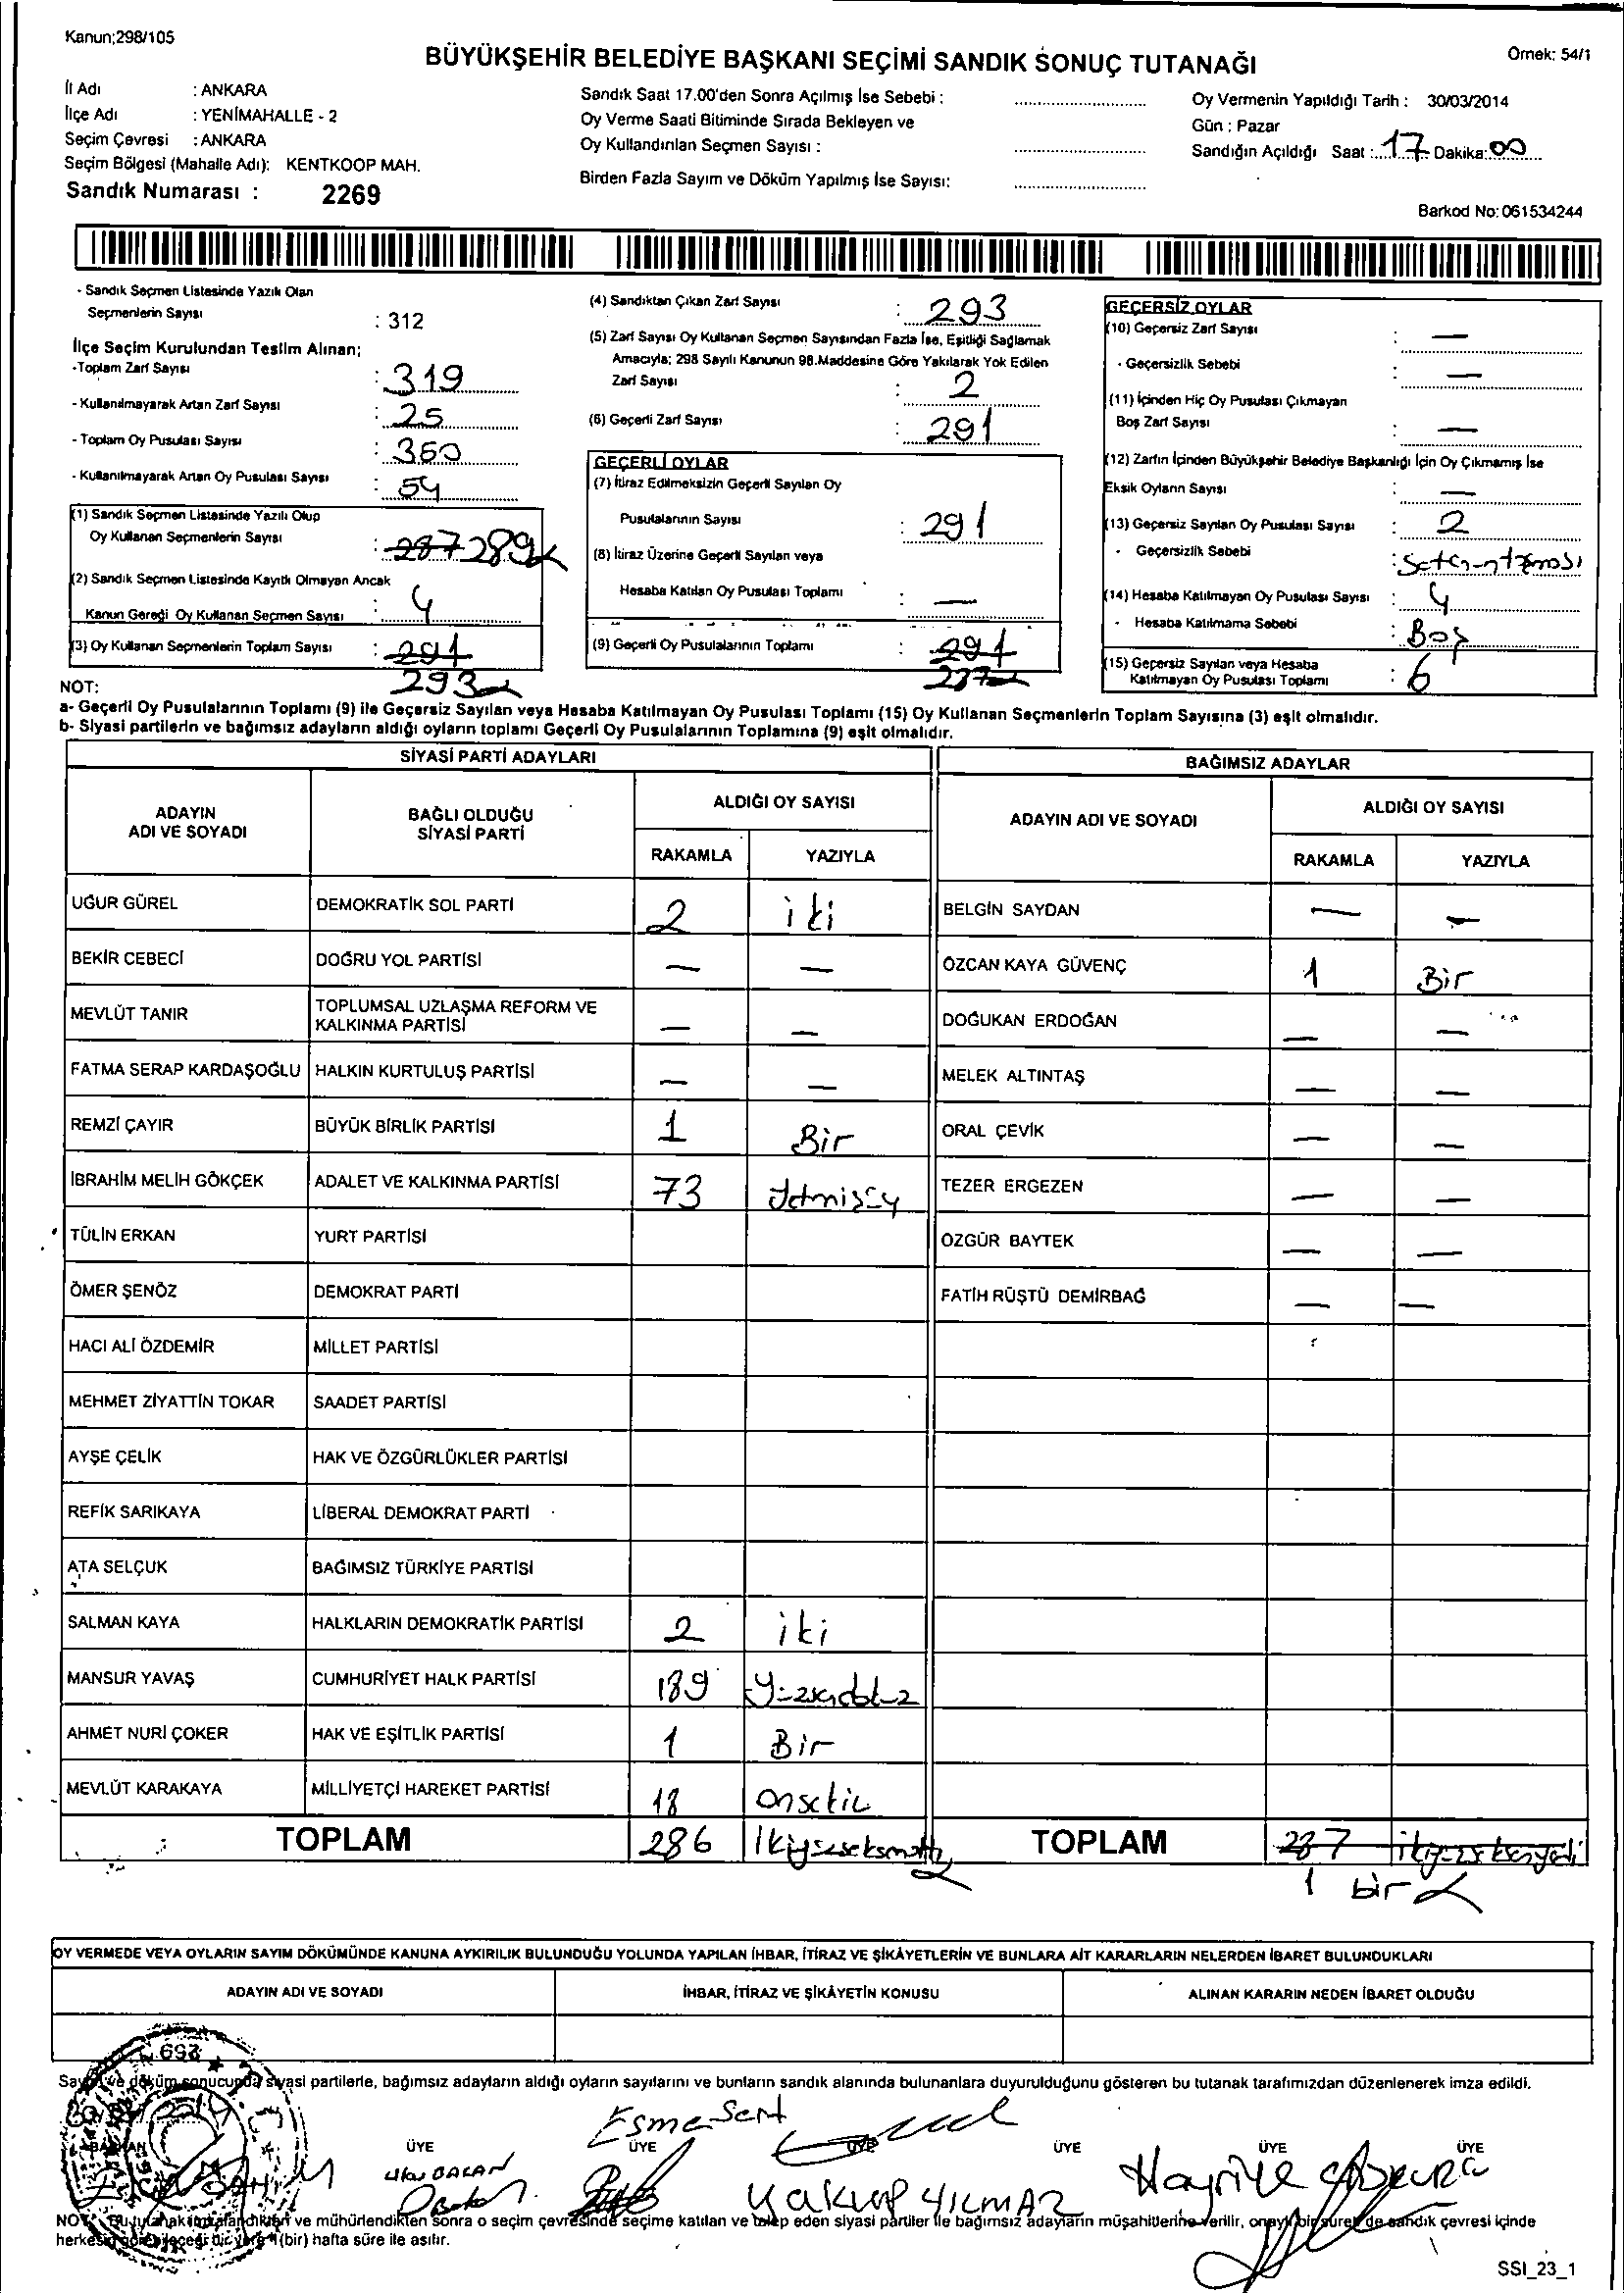 Kanun;298/105
Örnek: 54/1
BÜYÜKŞEHİR BELEDİYE BAŞKANI SEÇİMİ SANDIK SONUÇ TUTANAĞI
İl Adı : ANKARA
İlçe Adı : YENİMAHALLE - 2
Seçim Çevresi : ANKARA
Seçim Bölgesi (Mahalle Adı): KENTKOOP MAH.
Sandık Numarası : 2269
Sandık Saat 17.00'den Sonra Açılmış İse Sebebi :
Oy Verme Saati Bitiminde Sırada Bekleyen ve
Oy Kullandırılan Seçmen Sayısı :
Birden Fazla Sayım ve Döküm Yapılmış İse Sayısı:
Oy Vermenin Yapıldığı Tarih : 30/03/2014
Gün : Pazar
Sandığın Açıldığı Saat : 17 Dakika 00
Barkod No: 061534244
- Sandık Seçmen Listesinde Yazılı Olan
Seçmenlerin Sayısı : 312
İlçe Seçim Kurulundan Teslim Alınan;
-Toplam Zarf Sayısı : 319
- Kullanılmayarak Artan Zarf Sayısı : 25
- Toplam Oy Pusulası Sayısı : 360
- Kullanılmayarak Artan Oy Pusulası Sayısı : 54
(1) Sandık Seçmen Listesinde Yazılı Olup
Oy Kullanan Seçmenlerin Sayısı : 287 289
(2) Sandık Seçmen Listesinde Kayıtlı Olmayan Ancak
Kanun Gereği Oy Kullanan Seçmen Sayısı : 4
(3) Oy Kullanan Seçmenlerin Toplam Sayısı : 291
293
(4) Sandıktan Çıkan Zarf Sayısı : 293
(5) Zarf Sayısı Oy Kullanan Seçmen Sayısından Fazla İse, Eşitliği Sağlamak
Amacıyla; 298 Sayılı Kanunun 98.Maddesine Göre Yakılarak Yok Edilen
Zarf Sayısı : 2
(6) Geçerli Zarf Sayısı : 291
GEÇERLİ OYLAR
(7) İtiraz Edilmeksizin Geçerli Sayılan Oy
Pusulalarının Sayısı : 291
(8) İtiraz Üzerine Geçerli Sayılan veya
Hesaba Katılan Oy Pusulası Toplamı : —
(9) Geçerli Oy Pusulalarının Toplamı : 291
287
GEÇERSİZ OYLAR
(10) Geçersiz Zarf Sayısı : —
- Geçersizlik Sebebi : —
(11) İçinden Hiç Oy Pusulası Çıkmayan
Boş Zarf Sayısı : —
(12) Zarfın İçinden Büyükşehir Belediye Başkanlığı İçin Oy Çıkmamış İse
Eksik Oyların Sayısı : —
(13) Geçersiz Sayılan Oy Pusulası Sayısı : 2
- Geçersizlik Sebebi :
(14) Hesaba Katılmayan Oy Pusulası Sayısı : 4
- Hesaba Katılmama Sebebi : Boş
(15) Geçersiz Sayılan veya Hesaba
Katılmayan Oy Pusulası Toplamı : 6
NOT:
a- Geçerli Oy Pusulalarının Toplamı (9) ile Geçersiz Sayılan veya Hesaba Katılmayan Oy Pusulası Toplamı (15) Oy Kullanan Seçmenlerin Toplam Sayısına (3) eşit olmalıdır.
b- Siyasi partilerin ve bağımsız adayların aldığı oyların toplamı Geçerli Oy Pusulalarının Toplamına (9) eşit olmalıdır.
SİYASİ PARTİ ADAYLARI
ADAYIN
ADI VE SOYADI
BAĞLI OLDUĞU
SİYASİ PARTİ
ALDIĞI OY SAYISI
RAKAMLA YAZIYLA
UĞUR GÜREL DEMOKRATİK SOL PARTİ 2 iki
BEKİR CEBECİ DOĞRU YOL PARTİSİ — —
MEVLÜT TANIR TOPLUMSAL UZLAŞMA REFORM VE
KALKINMA PARTİSİ — —
FATMA SERAP KARDAŞOĞLU HALKIN KURTULUŞ PARTİSİ — —
REMZİ ÇAYIR BÜYÜK BİRLİK PARTİSİ 1 Bir
İBRAHİM MELİH GÖKÇEK ADALET VE KALKINMA PARTİSİ 73
TÜLİN ERKAN YURT PARTİSİ
ÖMER ŞENÖZ DEMOKRAT PARTİ
HACI ALİ ÖZDEMİR MİLLET PARTİSİ
MEHMET ZİYATTİN TOKAR SAADET PARTİSİ
AYŞE ÇELİK HAK VE ÖZGÜRLÜKLER PARTİSİ
REFİK SARIKAYA LİBERAL DEMOKRAT PARTİ
ATA SELÇUK BAĞIMSIZ TÜRKİYE PARTİSİ
SALMAN KAYA HALKLARIN DEMOKRATİK PARTİSİ 2 iki
MANSUR YAVAŞ CUMHURİYET HALK PARTİSİ 189
AHMET NURİ ÇOKER HAK VE EŞİTLİK PARTİSİ 1 Bir
MEVLÜT KARAKAYA MİLLİYETÇİ HAREKET PARTİSİ 18 Onsekiz
TOPLAM 286
BAĞIMSIZ ADAYLAR
ADAYIN ADI VE SOYADI
ALDIĞI OY SAYISI
RAKAMLA YAZIYLA
BELGİN SAYDAN — —
ÖZCAN KAYA GÜVENÇ 1 Bir
DOĞUKAN ERDOĞAN — —
MELEK ALTINTAŞ — —
ORAL ÇEVİK — —
TEZER ERGEZEN — —
ÖZGÜR BAYTEK — —
FATİH RÜŞTÜ DEMİRBAĞ — —
TOPLAM 287
1 bir
OY VERMEDE VEYA OYLARIN SAYIM DÖKÜMÜNDE KANUNA AYKIRILIK BULUNDUĞU YOLUNDA YAPILAN İHBAR, İTİRAZ VE ŞİKÂYETLERİN VE BUNLARA AİT KARARLARIN NELERDEN İBARET BULUNDUKLARI
ADAYIN ADI VE SOYADI İHBAR, İTİRAZ VE ŞİKÂYETİN KONUSU ALINAN KARARIN NEDEN İBARET OLDUĞU
Sayım ve döküm sonucunda siyasi partilerle, bağımsız adayların aldığı oyların sayılarını ve bunların sandık alanında bulunanlara duyurulduğunu gösteren bu tutanak tarafımızdan düzenlenerek imza edildi.
Esme Sert
BAŞKAN ÜYE ÜYE ÜYE ÜYE ÜYE ÜYE
Yakup YILMAZ
Hayriye
NOT: Bu tutanak imzalandıktan ve mühürlendikten sonra o seçim çevresinde seçime katılan ve talep eden siyasi partiler ile bağımsız adayların müşahitlerine verilir, onaylı bir sureti de sandık çevresi içinde
herkesin görebileceği bir yere 1(bir) hafta süre ile asılır.
SSI_23_1